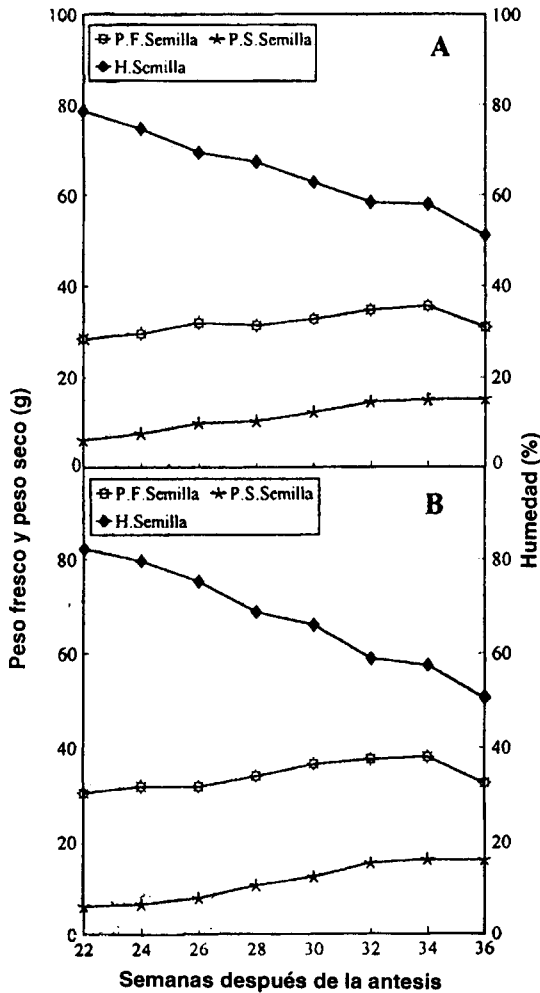 100
100
P.F.Semilla
P.S.Semilla
H.Semilla
A
80
80
60
60
40
40
20
20
0
0
P.F.Semilla
P.S.Semilla
H.Semilla
B
80
80
60
60
40
40
20
20
0
0
22
24
26
28
30
32
34
36
Semanas después de la antesis
Peso fresco y peso seco (g)
Humedad (%)